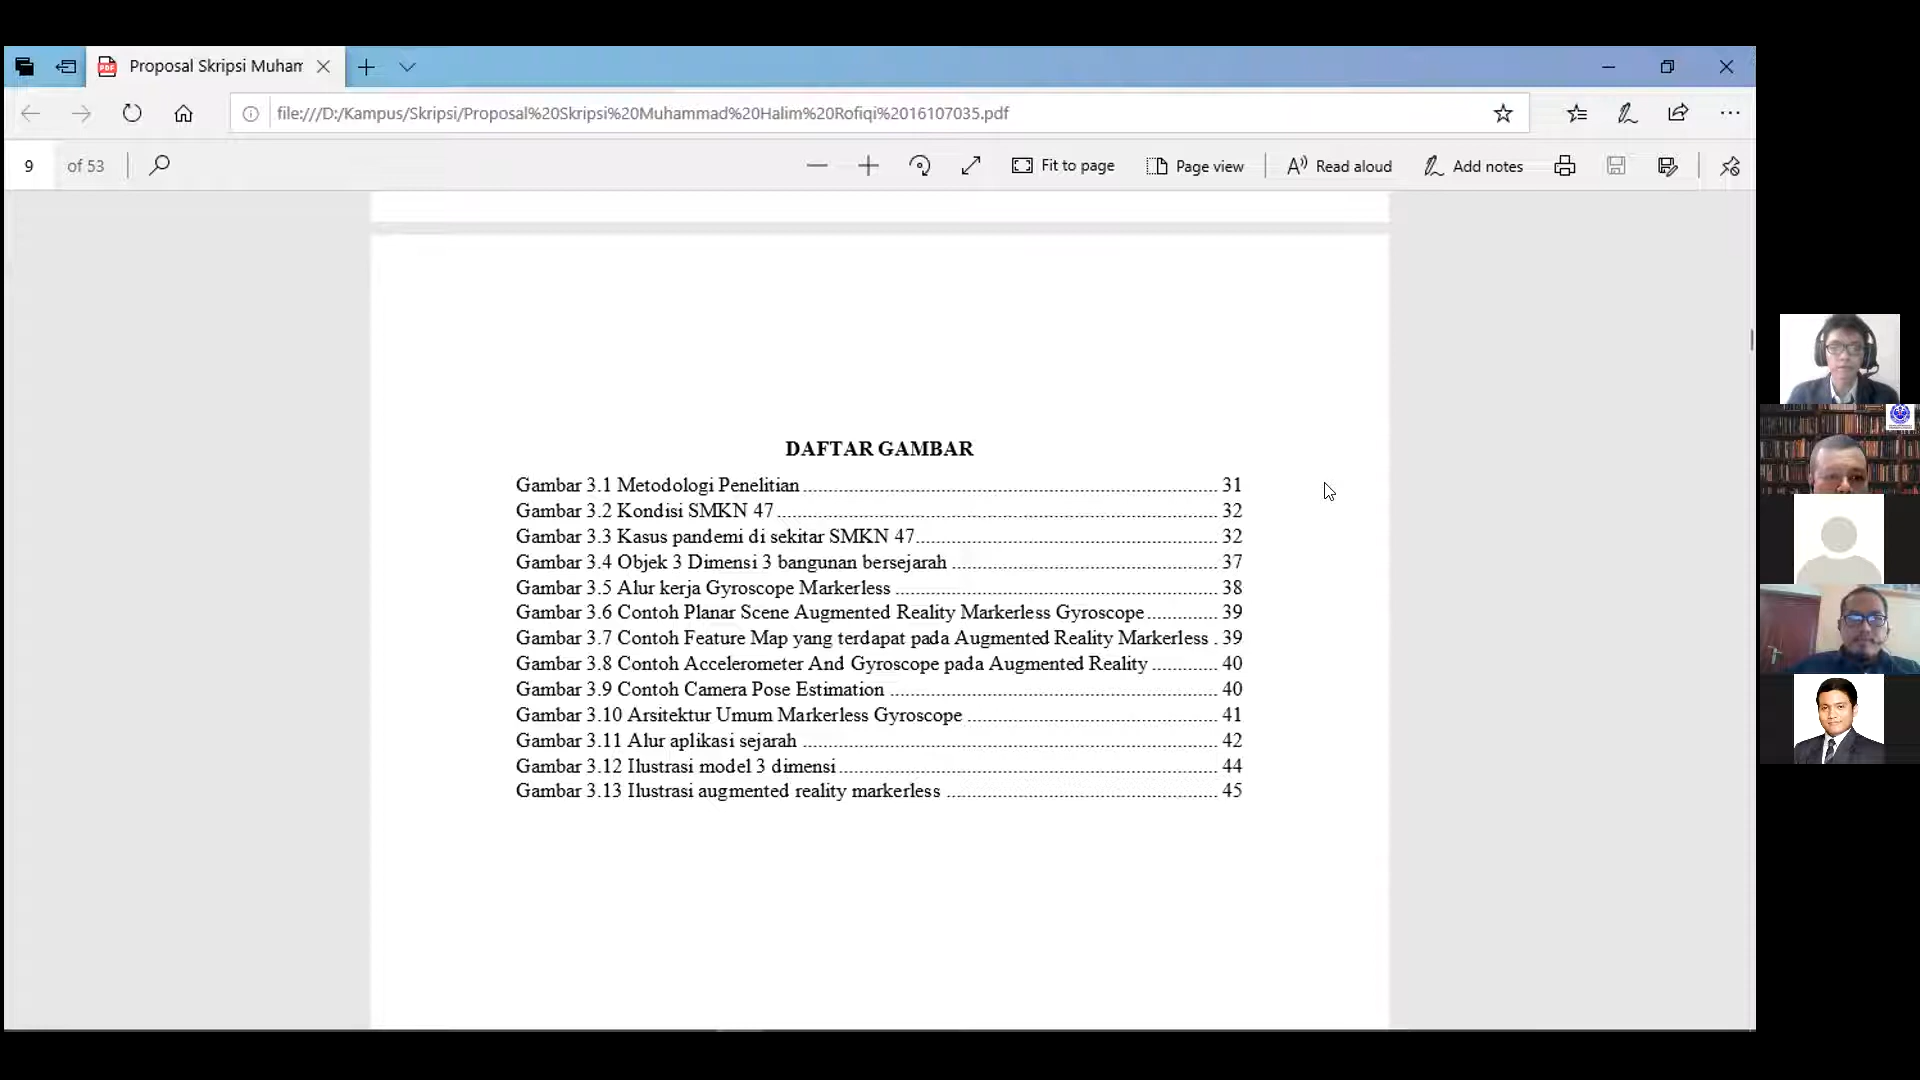 Proposal Skripsi Muham
file:///D:/Kampus/Skripsi/Proposal%20Skripsi%20Muhammad%20Halim%20Rofiqi%2016107035.pdf
9 of 53
Fit to page
Page view
Read aloud
Add notes
DAFTAR GAMBAR
Gambar 3.1 Metodologi Penelitian ........ 31
Gambar 3.2 Kondisi SMKN 47 ........ 32
Gambar 3.3 Kasus pandemi di sekitar SMKN 47 ........ 32
Gambar 3.4 Objek 3 Dimensi 3 bangunan bersejarah ........ 37
Gambar 3.5 Alur kerja Gyroscope Markerless ........ 38
Gambar 3.6 Contoh Planar Scene Augmented Reality Markerless Gyroscope ........ 39
Gambar 3.7 Contoh Feature Map yang terdapat pada Augmented Reality Markerless . 39
Gambar 3.8 Contoh Accelerometer And Gyroscope pada Augmented Reality ........ 40
Gambar 3.9 Contoh Camera Pose Estimation ........ 40
Gambar 3.10 Arsitektur Umum Markerless Gyroscope ........ 41
Gambar 3.11 Alur aplikasi sejarah ........ 42
Gambar 3.12 Ilustrasi model 3 dimensi ........ 44
Gambar 3.13 Ilustrasi augmented reality markerless ........ 45